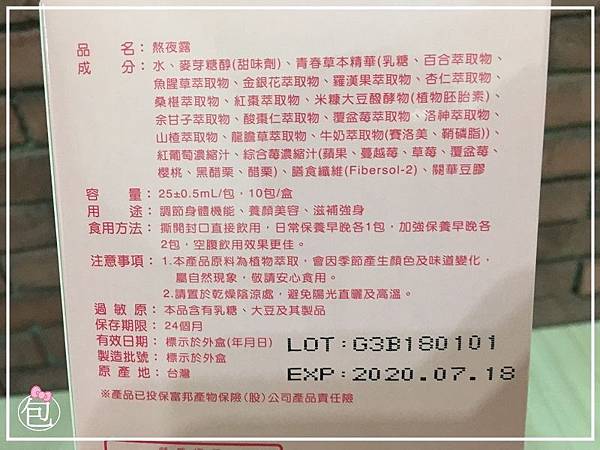 品　　名：熬夜露
成　　分：水、麥芽糖醇(甜味劑)、青春草本精華(乳糖、百合萃取物、
魚腥草萃取物、金銀花萃取物、羅漢果萃取物、杏仁萃取物、
桑椹萃取物、紅棗萃取物、米糠大豆醱酵物(植物胚胎素)、
余甘子萃取物、酸棗仁萃取物、覆盆莓萃取物、洛神萃取物、
山楂萃取物、龍膽草萃取物、牛奶萃取物(賽洛美、鞘磷脂))、
紅葡萄濃縮汁、綜合莓濃縮汁(蘋果、蔓越莓、草莓、覆盆莓、
櫻桃、黑醋栗、醋栗)、膳食纖維(Fibersol-2)、關華豆膠
容　　量：25±0.5mL/包，10包/盒
用　　途：調節身體機能、養顏美容、滋補強身
食用方法：撕開封口直接飲用，日常保養早晚各1包，加強保養早晚各
2包，空腹飲用效果更佳。
注意事項：1.本產品原料為植物萃取，會因季節產生顏色及味道變化，
屬自然現象，敬請安心食用。
2.請置於乾燥陰涼處，避免陽光直曬及高溫。
過 敏 原：本品含有乳糖、大豆及其製品
保存期限：24個月
有效日期：標示於外盒(年月日)
LOT:G3B180101
製造批號：標示於外盒
原 產 地：台灣
EXP:2020.07.18
※產品已投保富邦產物保險(股)公司產品責任險
包